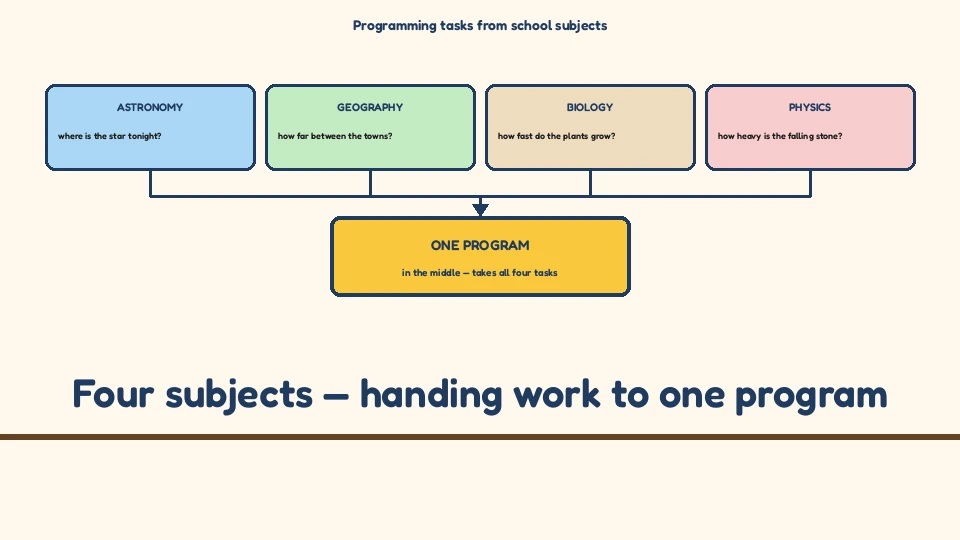 Programming tasks from school subjects
ASTRONOMY
where is the star tonight?
GEOGRAPHY
how far between the towns?
BIOLOGY
how fast do the plants grow?
PHYSICS
how heavy is the falling stone?
ONE PROGRAM
in the middle — takes all four tasks
Four subjects — handing work to one program